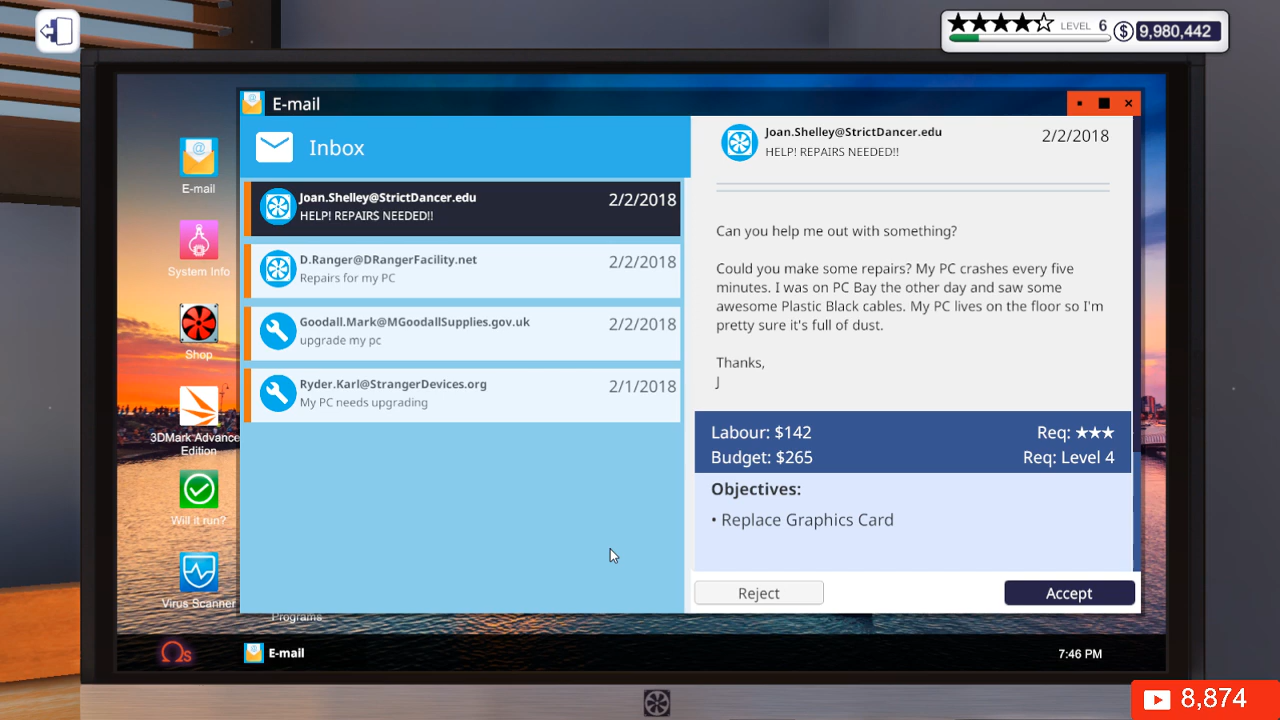 LEVEL 6
$ 9,980,442
E-mail
Inbox
Joan.Shelley@StrictDancer.edu
HELP! REPAIRS NEEDED!!
2/2/2018
D.Ranger@DRangerFacility.net
Repairs for my PC
2/2/2018
Goodall.Mark@MGoodallSupplies.gov.uk
upgrade my pc
2/2/2018
Ryder.Karl@StrangerDevices.org
My PC needs upgrading
2/1/2018
Joan.Shelley@StrictDancer.edu
HELP! REPAIRS NEEDED!!
2/2/2018
Can you help me out with something?
Could you make some repairs? My PC crashes every five
minutes. I was on PC Bay the other day and saw some
awesome Plastic Black cables. My PC lives on the floor so I'm
pretty sure it's full of dust.
Thanks,
J
Labour: $142
Req: ★★★
Budget: $265
Req: Level 4
Objectives:
• Replace Graphics Card
Reject
Accept
E-mail
System Info
Shop
3DMark Advance
Edition
Will it run?
Virus Scanner
Programs
Ωs
E-mail
7:46 PM
8,874